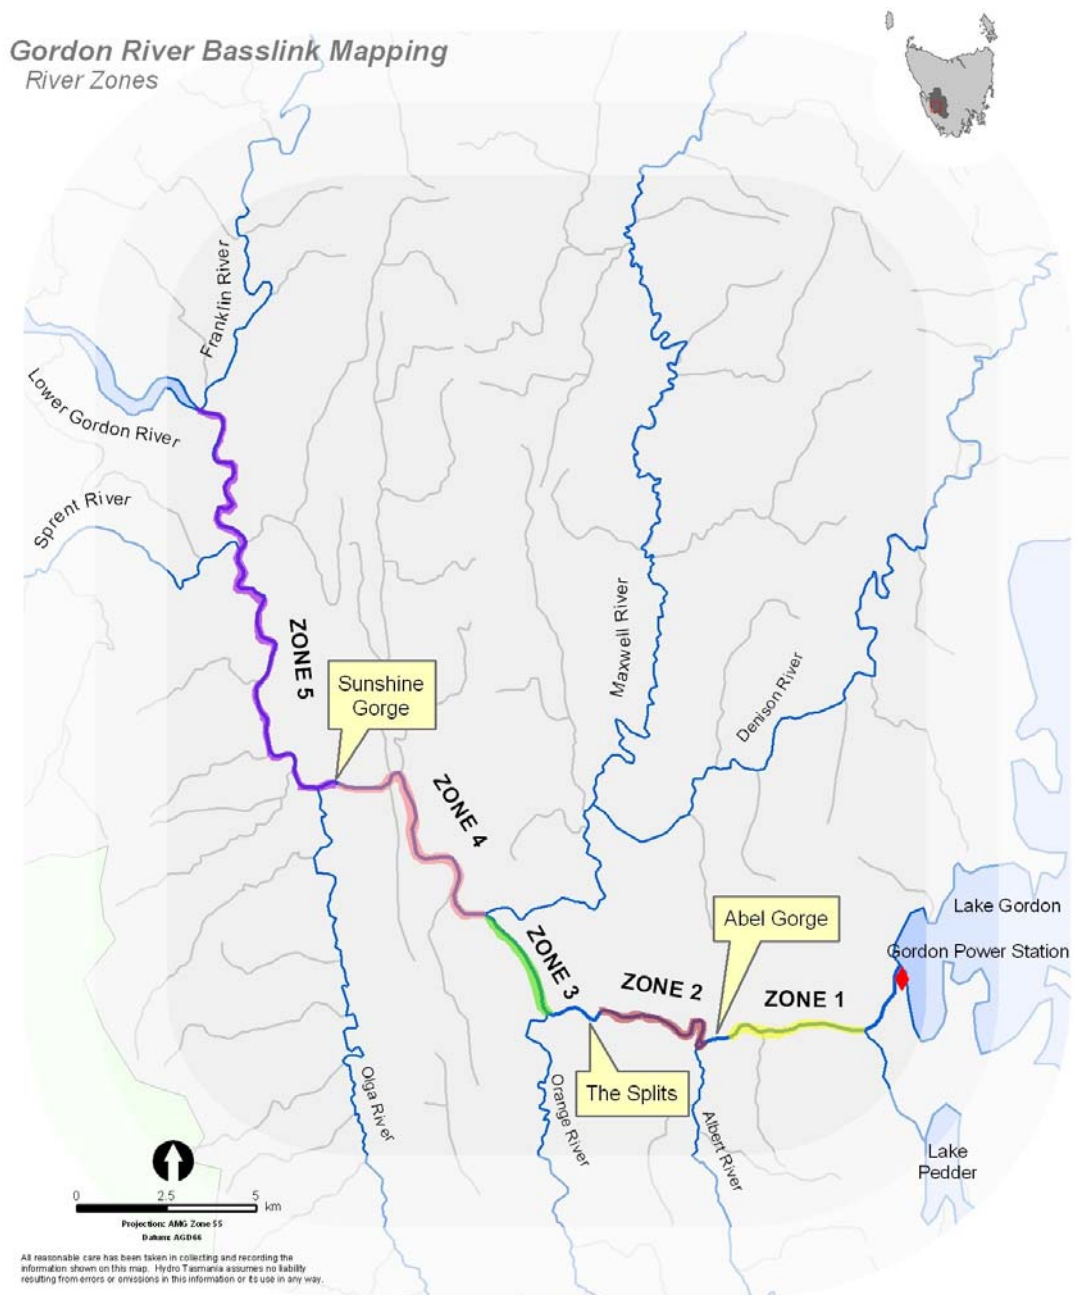 Gordon River Basslink Mapping
River Zones
Franklin River
Lower Gordon River
Sprent River
ZONE 5
Sunshine
Gorge
Maxwell River
Denison River
ZONE 4
Lake Gordon
Abel Gorge
Gordon Power Station
ZONE 3
ZONE 2
ZONE 1
The Splits
Olga River
Orange River
Albert River
Lake
Pedder
0 2.5 5
km
Projection: AMG Zone 55
Datum: AGD66
All reasonable care has been taken in collecting and recording the
information shown on this map. Hydro Tasmania assumes no liability
resulting from errors or omissions in this information or its use in any way.